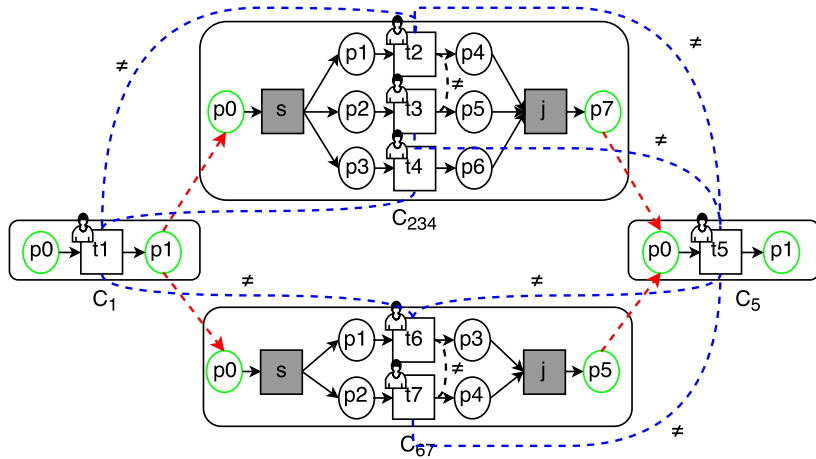 p1 t2 p4
≠ ≠
≠
p0 s p2 t3 p5 j p7
≠
p3 t4 p6
C234
p0 t1 p1
p0 t5 p1
C1
≠ ≠
C5
p1 t6 p3
p0 s ≠ j p5
p2 t7 p4
C67
≠